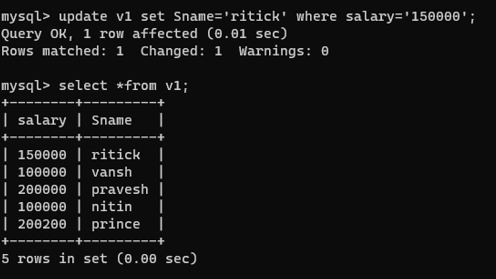 mysql> update v1 set Sname='ritick' where salary='150000';
Query OK, 1 row affected (0.01 sec)
Rows matched: 1  Changed: 1  Warnings: 0

mysql> select *from v1;
+--------+---------+
| salary | Sname   |
+--------+---------+
| 150000 | ritick  |
| 100000 | vansh   |
| 200000 | pravesh |
| 100000 | nitin   |
| 200200 | prince  |
+--------+---------+
5 rows in set (0.00 sec)